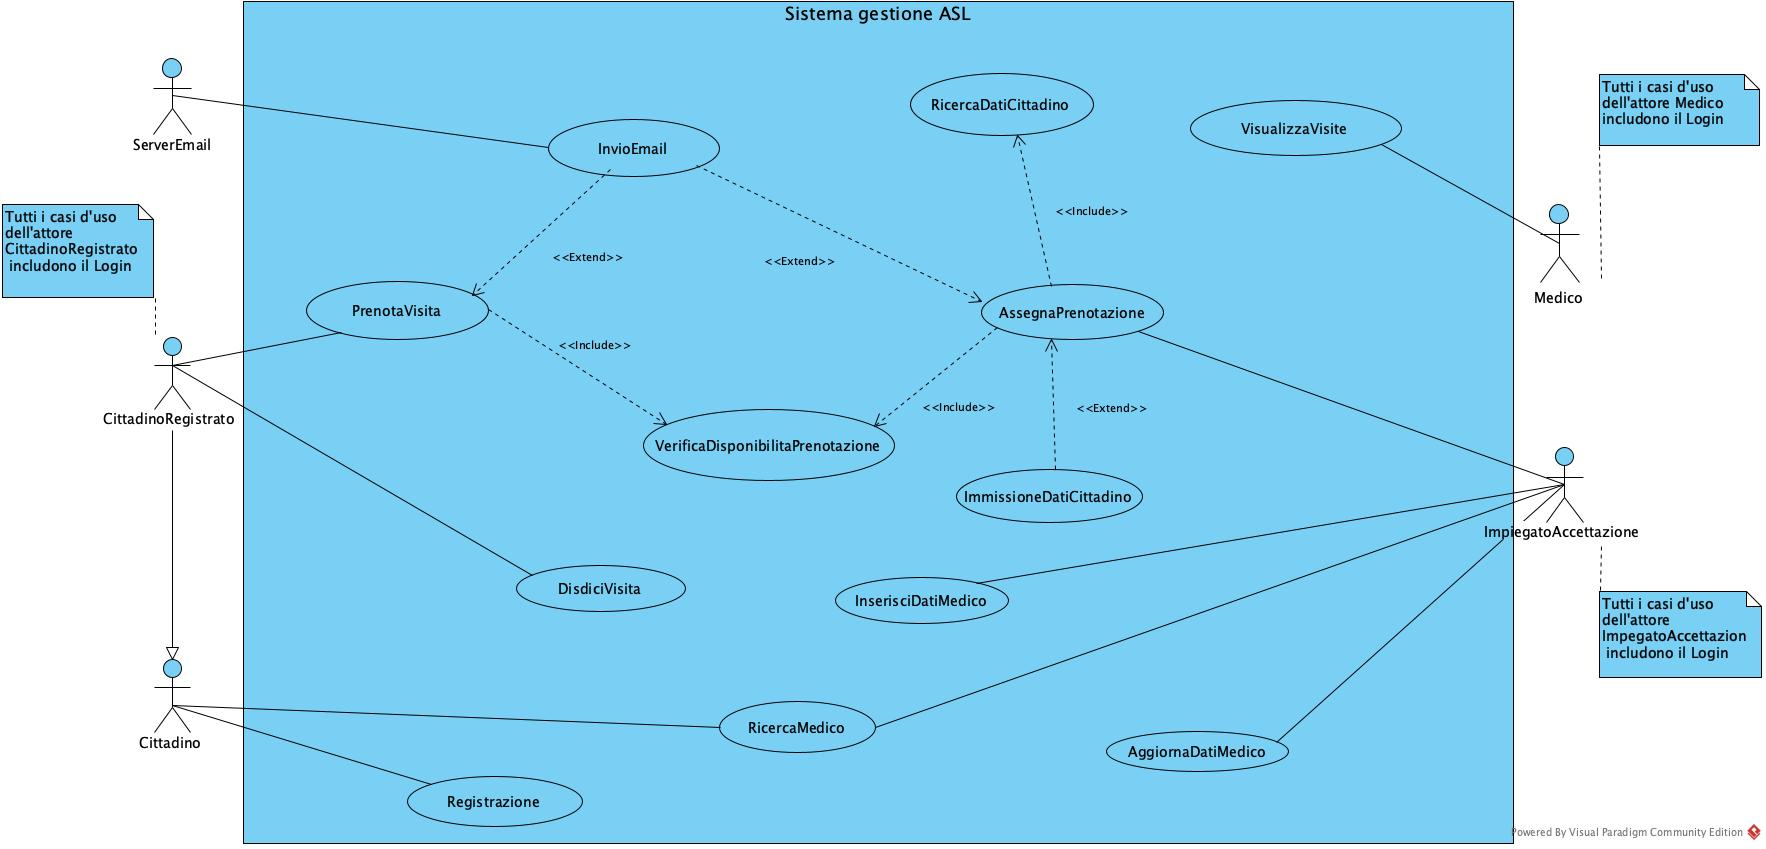 Sistema gestione ASL
ServerEmail
InvioEmail
RicercaDatiCittadino
VisualizzaVisite
Tutti i casi d'uso
dell'attore Medico
includono il Login
Tutti i casi d'uso
dell'attore
CittadinoRegistrato
includono il Login
<<Include>>
<<Extend>>
<<Extend>>
Medico
PrenotaVisita
AssegnaPrenotazione
<<Include>>
CittadinoRegistrato
<<Include>>
<<Extend>>
VerificaDisponibilitaPrenotazione
ImmissioneDatiCittadino
ImpiegatoAccettazione
DisdiciVisita
InserisciDatiMedico
Tutti i casi d'uso
dell'attore
ImpegatoAccettazion
includono il Login
Cittadino
RicercaMedico
AggiornaDatiMedico
Registrazione
Powered By Visual Paradigm Community Edition